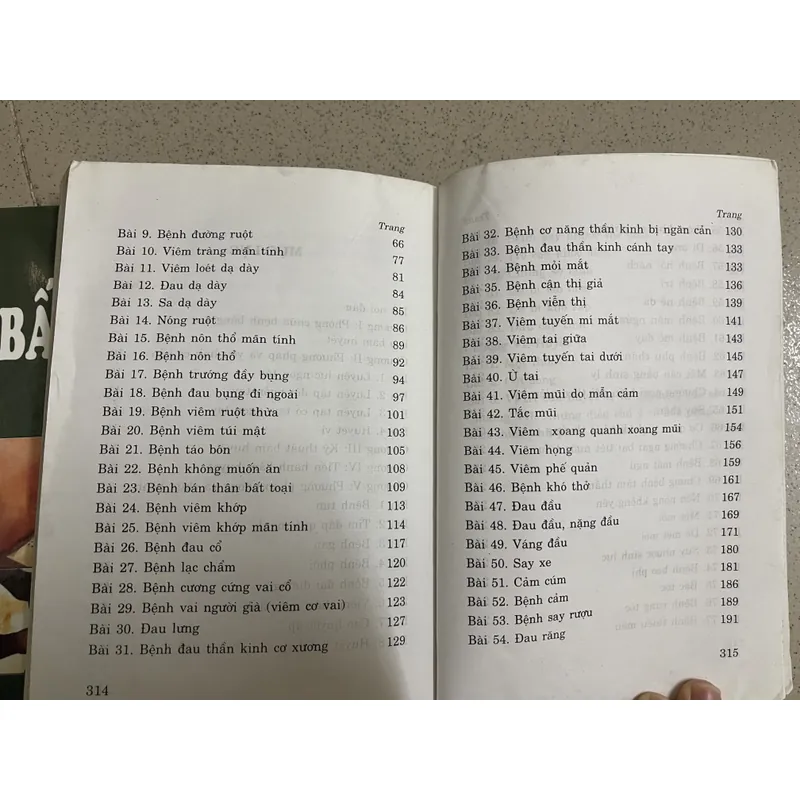 BẤ
Trang
Bài 9. Bệnh đường ruột 66
Bài 10. Viêm tràng mãn tính 77
Bài 11. Viêm loét dạ dày 81
Bài 12. Đau dạ dày 84
Bài 13. Sa dạ dày 85
Bài 14. Nóng ruột 86
Bài 15. Bệnh nôn thổ mãn tính 89
Bài 16. Bệnh nôn thổ 92
Bài 17. Bệnh trướng đầy bụng 94
Bài 18. Bệnh đau bụng đi ngoài 97
Bài 19. Bệnh viêm ruột thừa 101
Bài 20. Bệnh viêm túi mật 103
Bài 21. Bệnh táo bón 105
Bài 22. Bệnh không muốn ăn 108
Bài 23. Bệnh bán thân bất toại 109
Bài 24. Bệnh viêm khớp 113
Bài 25. Bệnh viêm khớp mãn tính 114
Bài 26. Bệnh đau cổ 117
Bài 27. Bệnh lạc chẩm 120
Bài 28. Bệnh cương cứng vai cổ 122
Bài 29. Bệnh vai người già (viêm cơ vai) 123
Bài 30. Đau lưng 127
Bài 31. Bệnh đau thần kinh cơ xương 129
314
Trang
Bài 32. Bệnh cơ năng thần kinh bị ngăn cản 130
Bài 33. Bệnh đau thần kinh cánh tay 133
Bài 34. Bệnh mỏi mắt 133
Bài 35. Bệnh cận thị giả 136
Bài 36. Bệnh viễn thị 139
Bài 37. Viêm tuyến mí mắt 141
Bài 38. Viêm tai giữa 143
Bài 39. Viêm tuyến tai dưới 145
Bài 40. Ù tai 147
Bài 41. Viêm mũi do mẫn cảm 149
Bài 42. Tắc mũi 151
Bài 43. Viêm xoang quanh xoang mũi 154
Bài 44. Viêm họng 156
Bài 45. Viêm phế quản 159
Bài 46. Bệnh khó thở 161
Bài 47. Đau đầu 167
Bài 48. Đau đầu, nặng đầu 169
Bài 49. Váng đầu 171
Bài 50. Say xe 180
Bài 51. Cảm cúm 181
Bài 52. Bệnh cảm 186
Bài 53. Bệnh say rượu 189
Bài 54. Đau răng 191
315